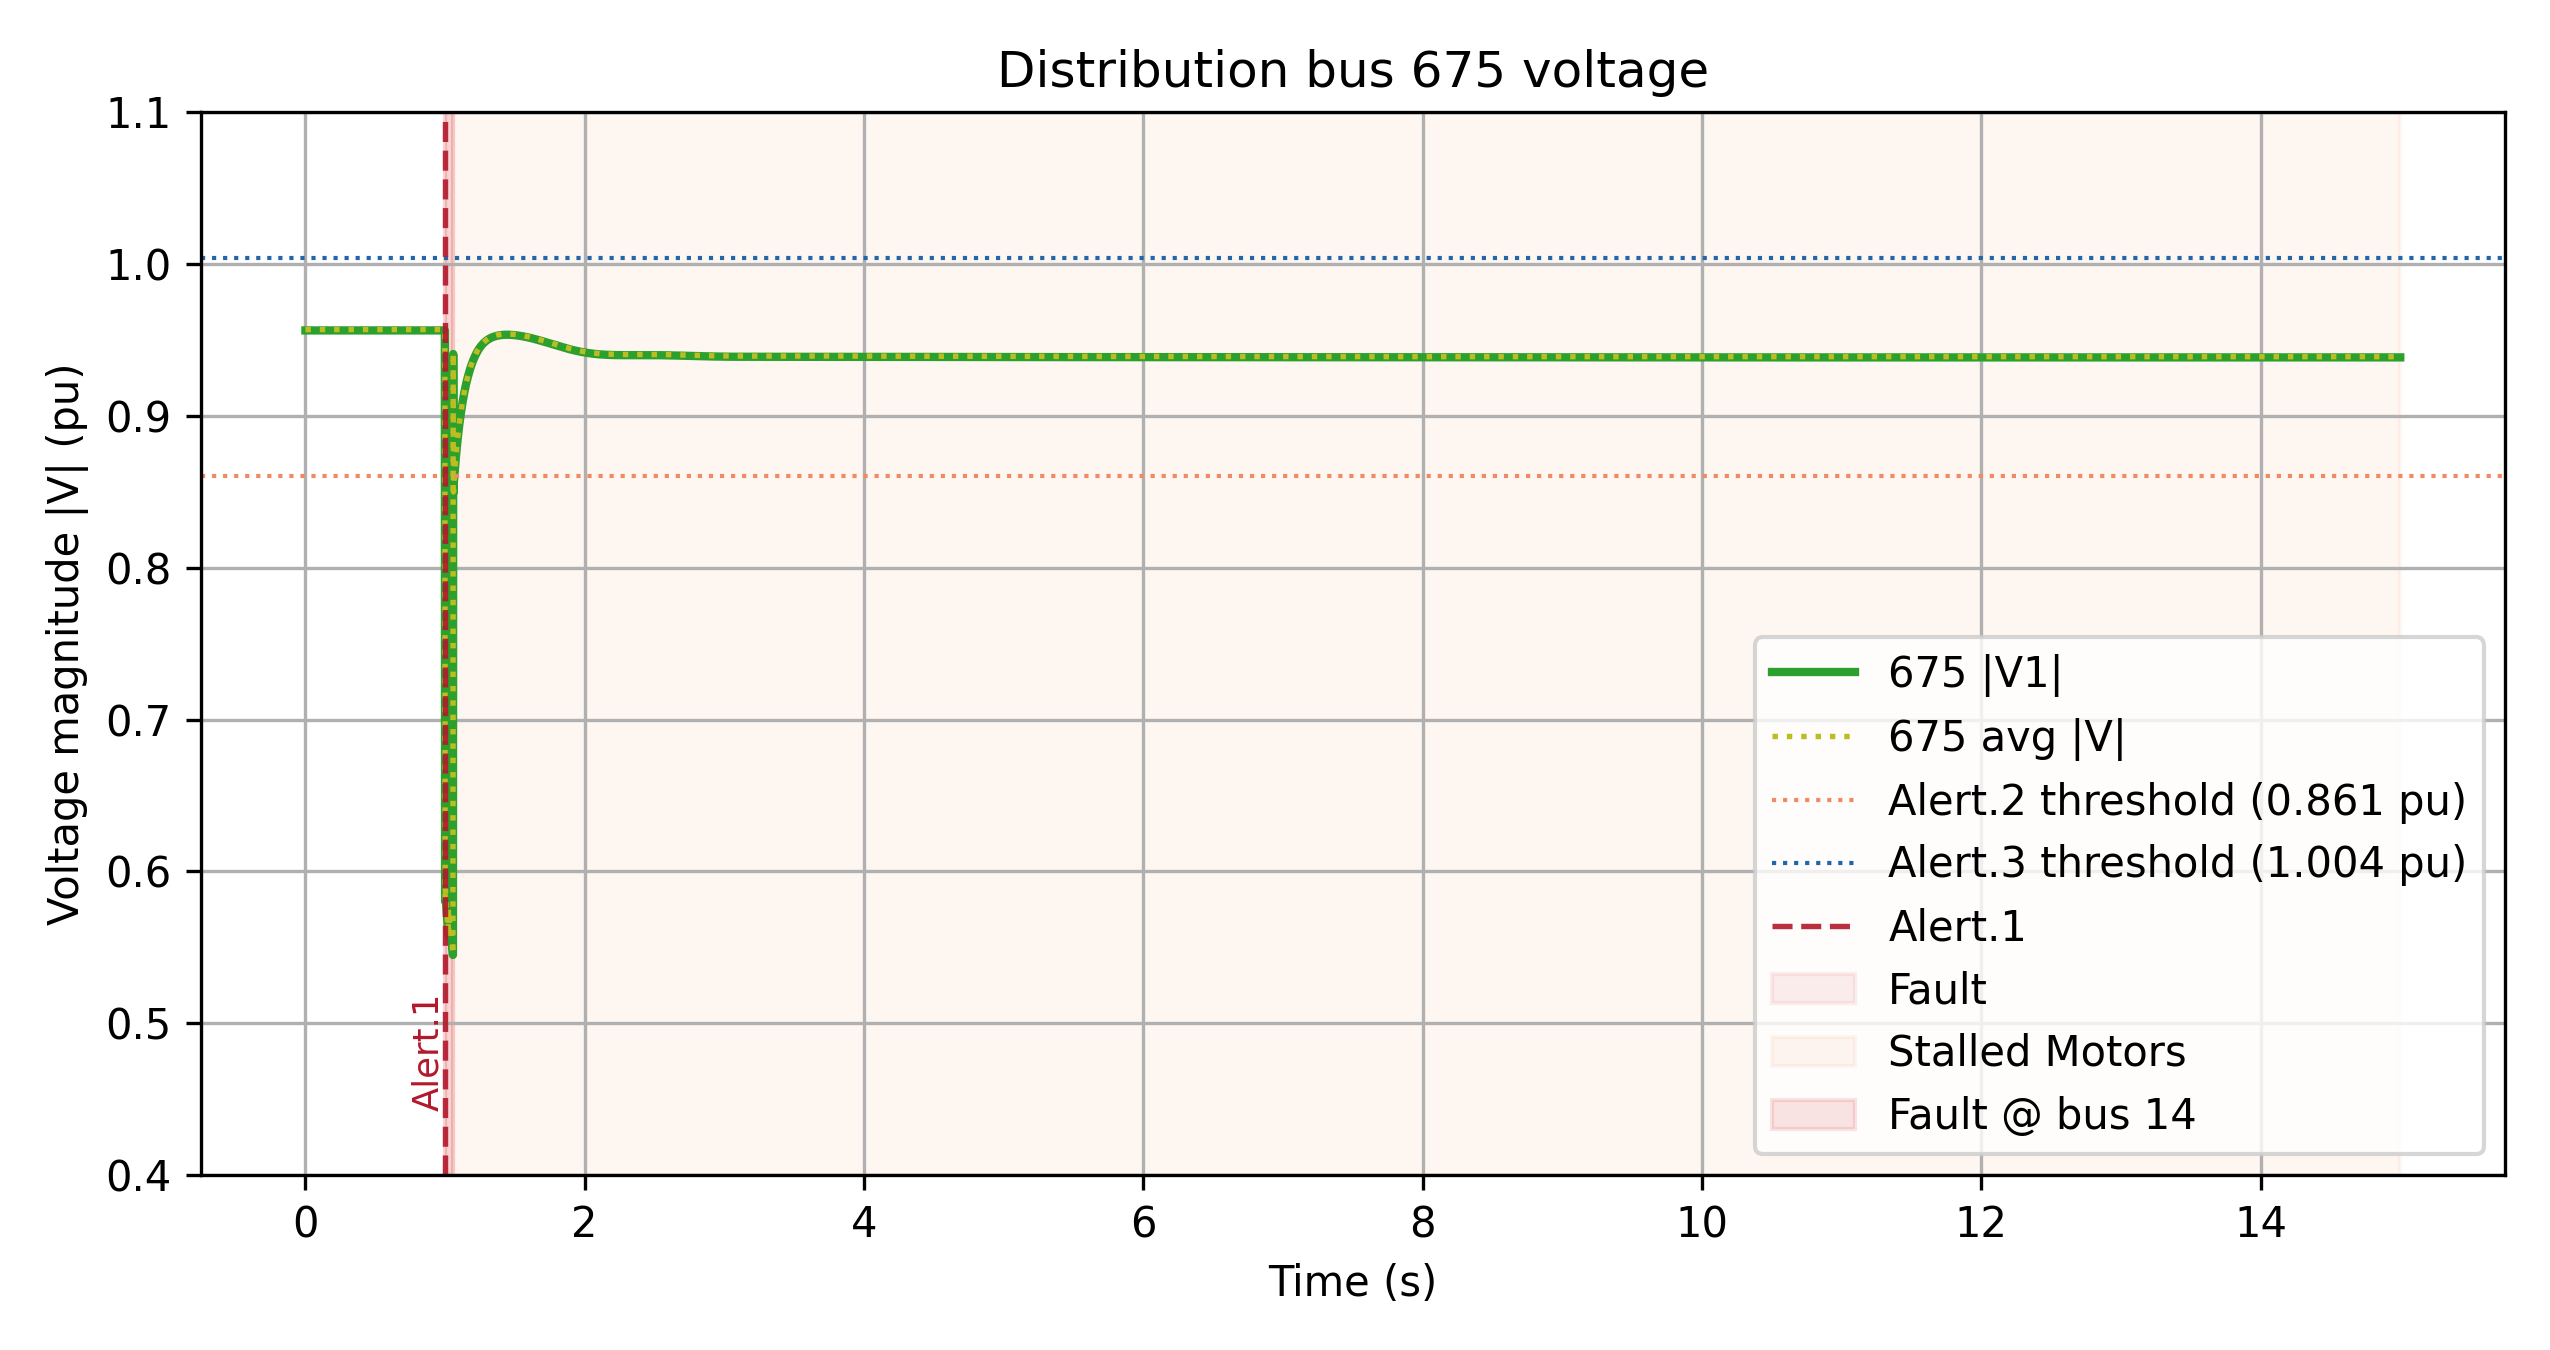 Distribution bus 675 voltage
Voltage magnitude |V| (pu)
1.1
1.0
0.9
0.8
0.7
0.6
0.5
0.4
Alert.1
675 |V1|
675 avg |V|
Alert.2 threshold (0.861 pu)
Alert.3 threshold (1.004 pu)
Alert.1
Fault
Stalled Motors
Fault @ bus 14
0 2 4 6 8 10 12 14
Time (s)